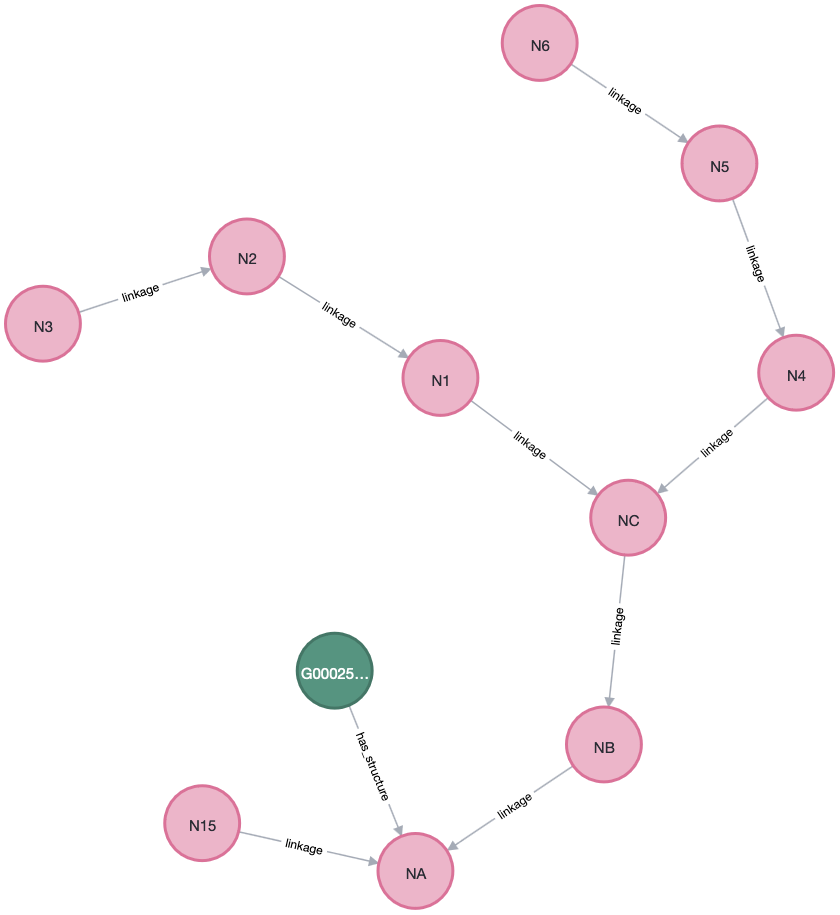 N6
linkage
N5
linkage
N2
linkage
N3
linkage
N1
N4
linkage
linkage
NC
linkage
G00025...
has_structure
NB
linkage
N15
linkage
NA